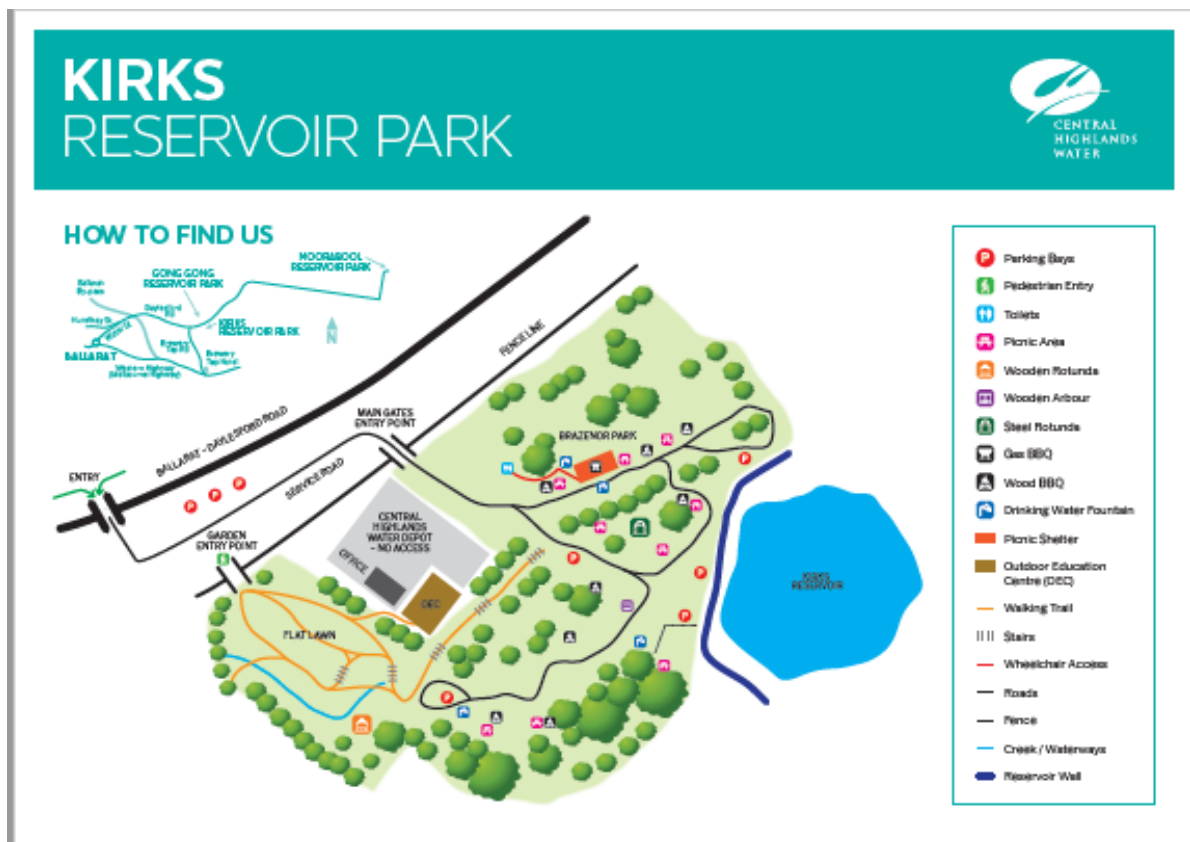 KIRKS
RESERVOIR PARK
CENTRAL
HIGHLANDS
WATER
HOW TO FIND US
MOORABOOL
RESERVOIR PARK
GONG GONG
RESERVOIR PARK
KIRKS
RESERVOIR PARK
BALLARAT
N
FENCE LINE
MAIN GATES
ENTRY POINT
BALLARAT - DAYLESFORD ROAD
ENTRY
SERVICE ROAD
BRAZENOR PARK
GARDEN
ENTRY POINT
CENTRAL
HIGHLANDS
WATER DEPOT
- NO ACCESS
OFFICE
OEC
FLAT LAWN
KIRKS
RESERVOIR
Parking Bays
Pedestrian Entry
Toilets
Picnic Area
Wooden Rotunda
Wooden Arbour
Steel Rotunda
Gas BBQ
Wood BBQ
Drinking Water Fountain
Picnic Shelter
Outdoor Education
Centre (OEC)
Walking Trail
Stairs
Wheelchair Access
Roads
Fence
Creek / Waterways
Reservoir Wall